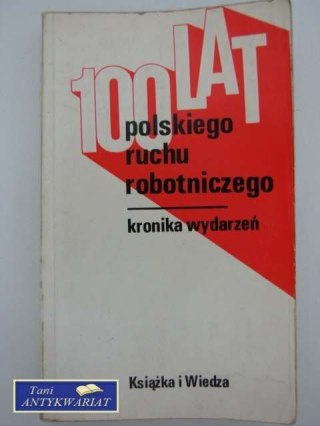 100 LAT
polskiego
ruchu
robotniczego
kronika wydarzeń
Książka i Wiedza
Tani
ANTYKWARIAT